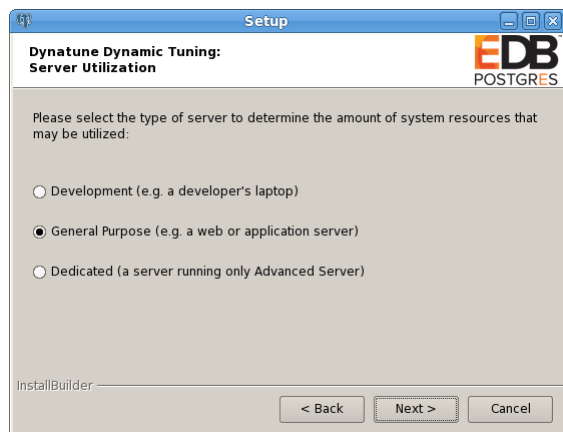 Setup
Dynatune Dynamic Tuning:
Server Utilization
EDB
POSTGRES
Please select the type of server to determine the amount of system resources that
may be utilized:
Development (e.g. a developer's laptop)
General Purpose (e.g. a web or application server)
Dedicated (a server running only Advanced Server)
InstallBuilder
< Back
Next >
Cancel